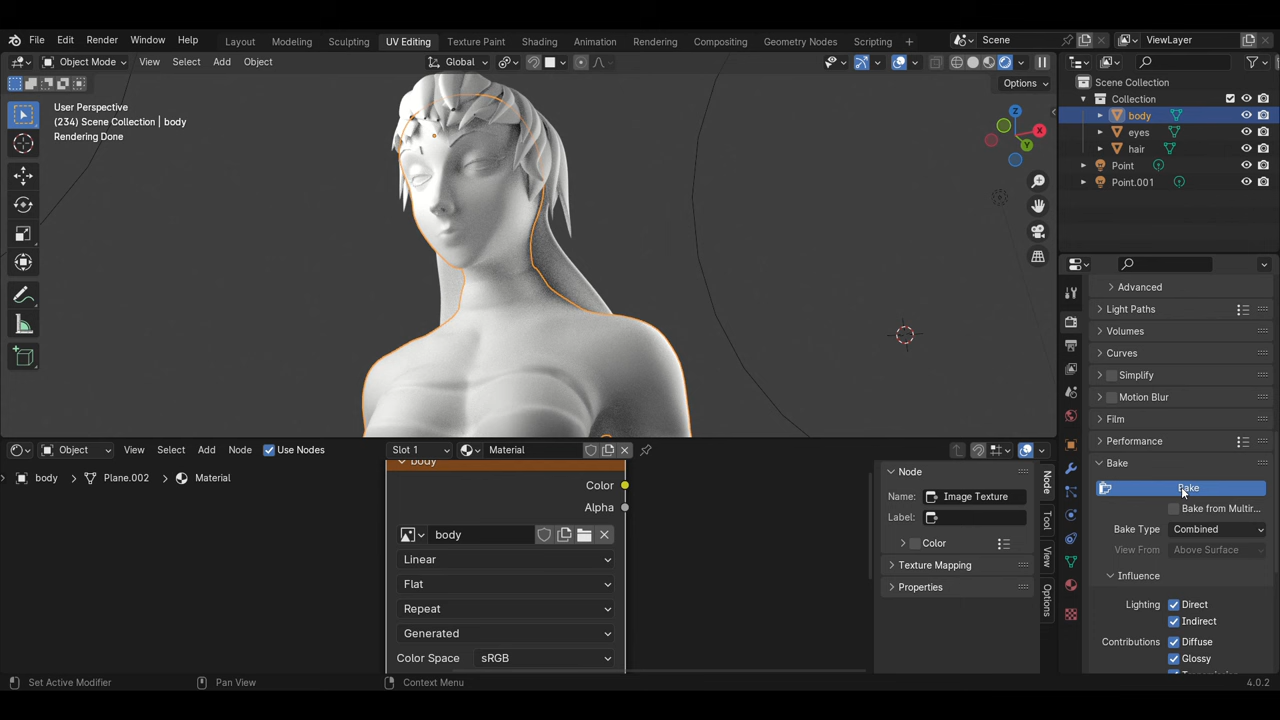 File Edit Render Window Help
Layout Modeling Sculpting UV Editing Texture Paint Shading Animation Rendering Compositing Geometry Nodes Scripting
Scene
ViewLayer
Object Mode View Select Add Object
Global
Options
User Perspective
(234) Scene Collection | body
Rendering Done
Z
X
Y
Scene Collection
Collection
body
eyes
hair
Point
Point.001
Advanced
Light Paths
Volumes
Curves
Simplify
Motion Blur
Film
Performance
Bake
Bake
Bake from Multir...
Bake Type Combined
View From Above Surface
Influence
Lighting Direct
Indirect
Contributions Diffuse
Glossy
Object View Select Add Node Use Nodes
Slot 1
Material
body Plane.002 Material
body
Color
Alpha
body
Linear
Flat
Repeat
Generated
Color Space sRGB
Node
Name: Image Texture
Label:
Color
Texture Mapping
Properties
Node
Tool
View
Options
Set Active Modifier
Pan View
Context Menu
4.0.2